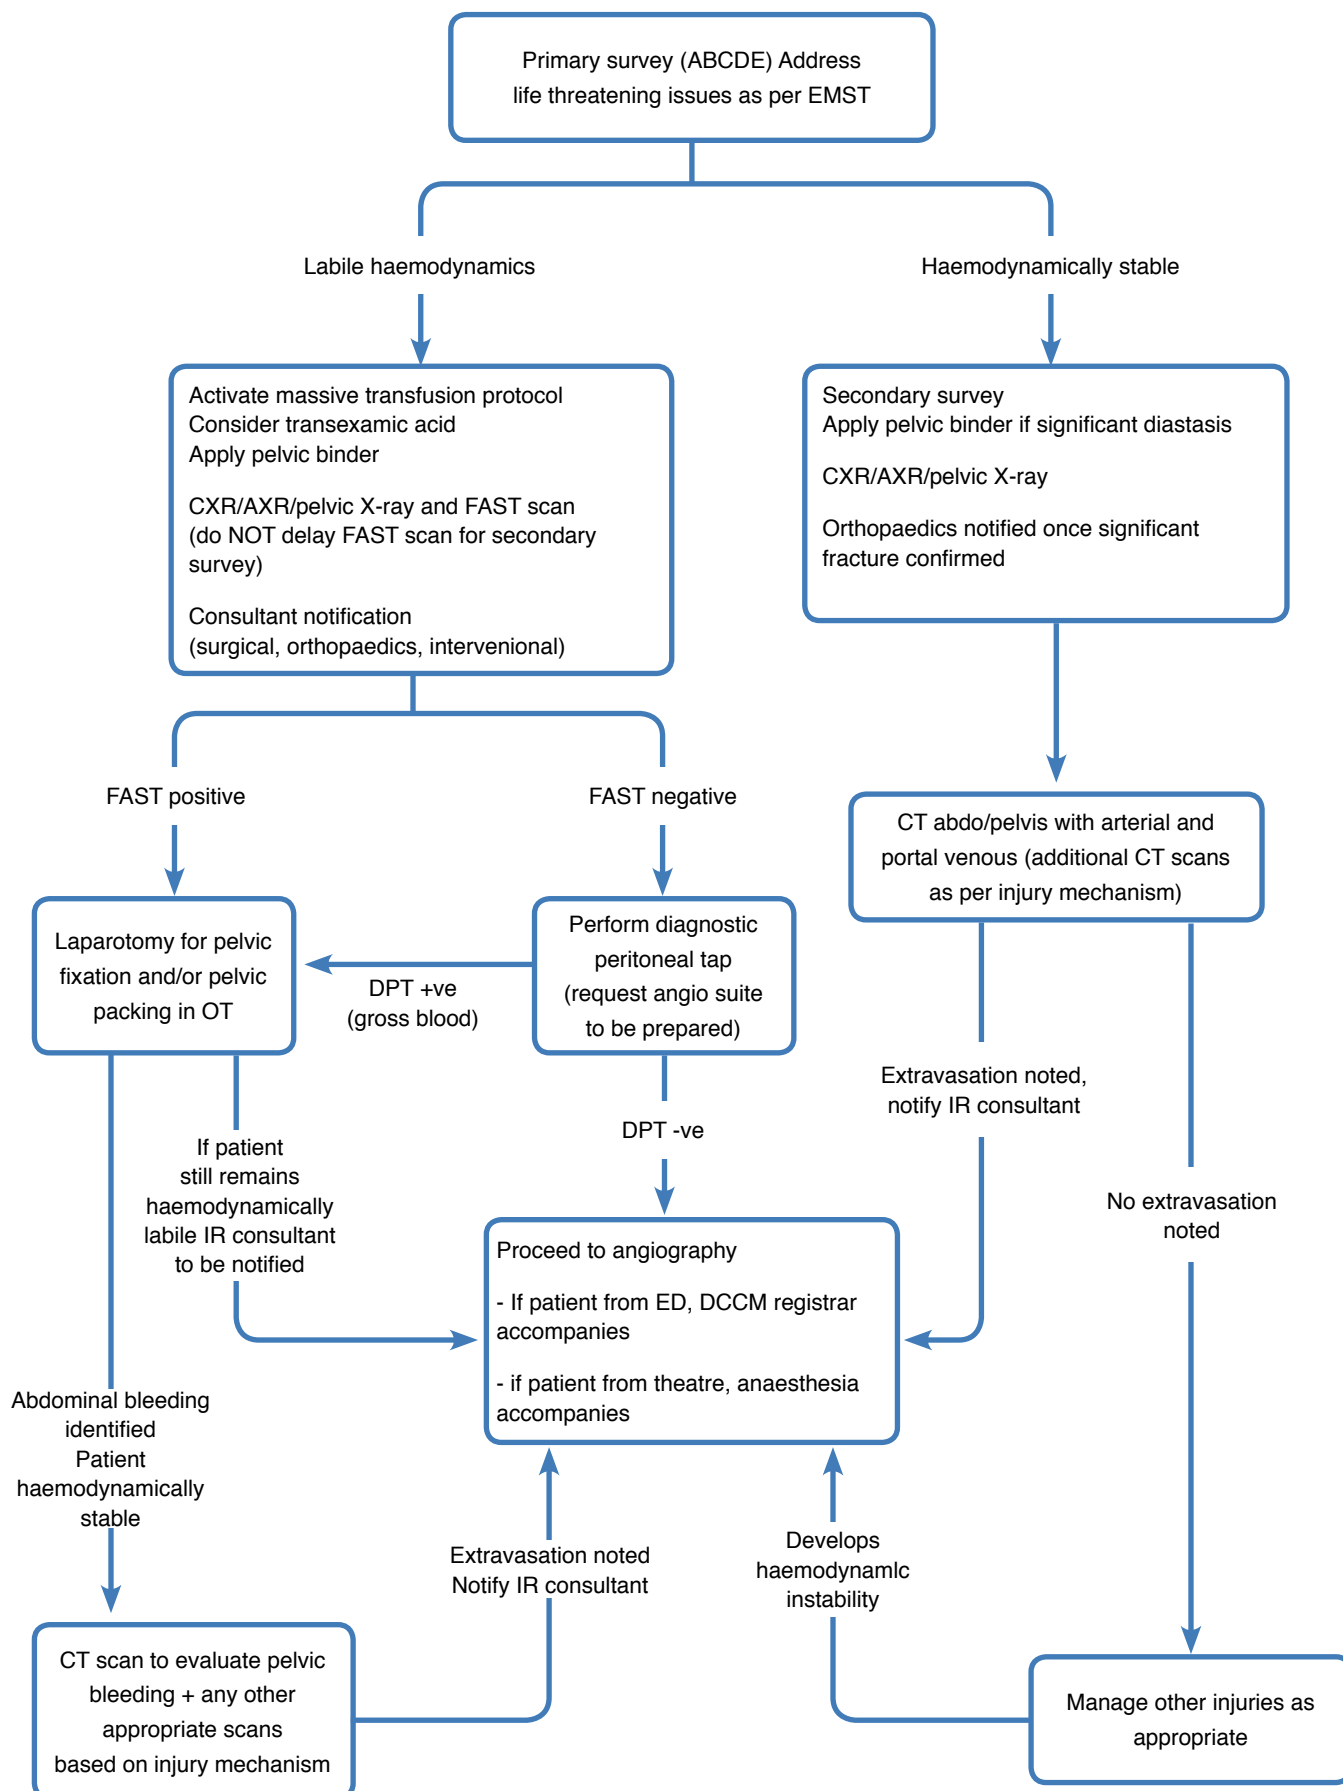 Primary survey (ABCDE) Address
life threatening issues as per EMST
Labile haemodynamics
Haemodynamically stable
Activate massive transfusion protocol
Consider transexamic acid
Apply pelvic binder
CXR/AXR/pelvic X-ray and FAST scan
(do NOT delay FAST scan for secondary
survey)
Consultant notification
(surgical, orthopaedics, intervenional)
Secondary survey
Apply pelvic binder if significant diastasis
CXR/AXR/pelvic X-ray
Orthopaedics notified once significant
fracture confirmed
FAST positive
FAST negative
CT abdo/pelvis with arterial and
portal venous (additional CT scans
as per injury mechanism)
Laparotomy for pelvic
fixation and/or pelvic
packing in OT
DPT +ve
(gross blood)
Perform diagnostic
peritoneal tap
(request angio suite
to be prepared)
Extravasation noted,
notify IR consultant
If patient
still remains
haemodynamically
labile IR consultant
to be notified
DPT -ve
No extravasation
noted
Proceed to angiography
- If patient from ED, DCCM registrar
accompanies
- if patient from theatre, anaesthesia
accompanies
Abdominal bleeding
identified
Patient
haemodynamically
stable
Extravasation noted
Notify IR consultant
Develops
haemodynamlc
instability
CT scan to evaluate pelvic
bleeding + any other
appropriate scans
based on injury mechanism
Manage other injuries as
appropriate